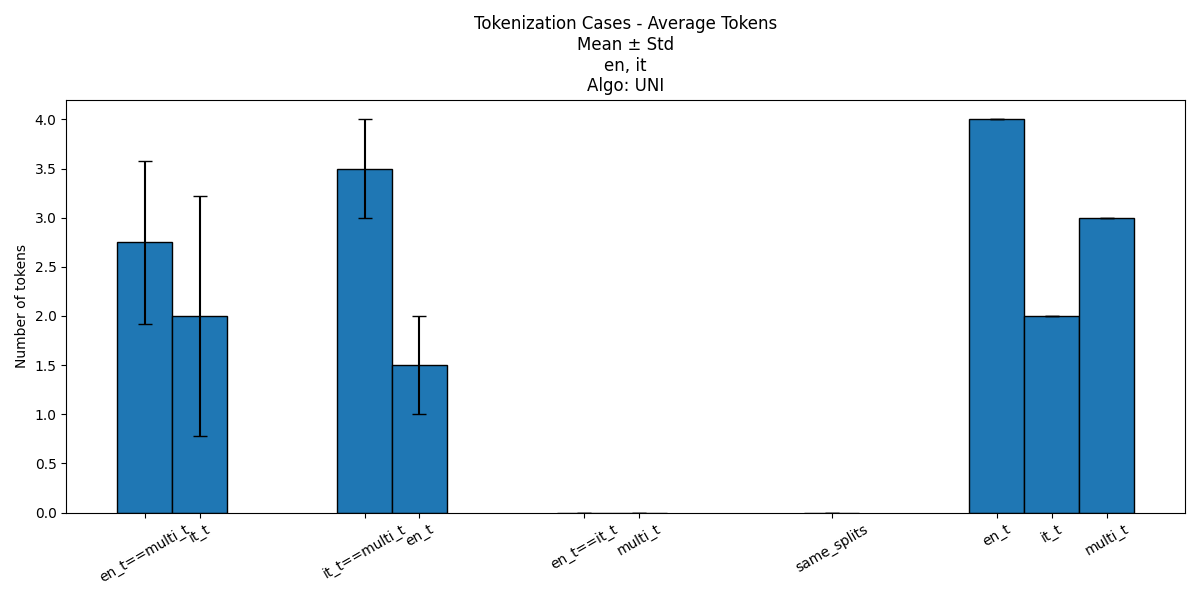 Tokenization Cases - Average Tokens
Mean ± Std
en, it
Algo: UNI
Number of tokens
4.0
3.5
3.0
2.5
2.0
1.5
1.0
0.5
0.0
en_t==multi_t
it_t
it_t==multi_t
en_t
en_t==it_t
multi_t
same_splits
en_t
it_t
multi_t